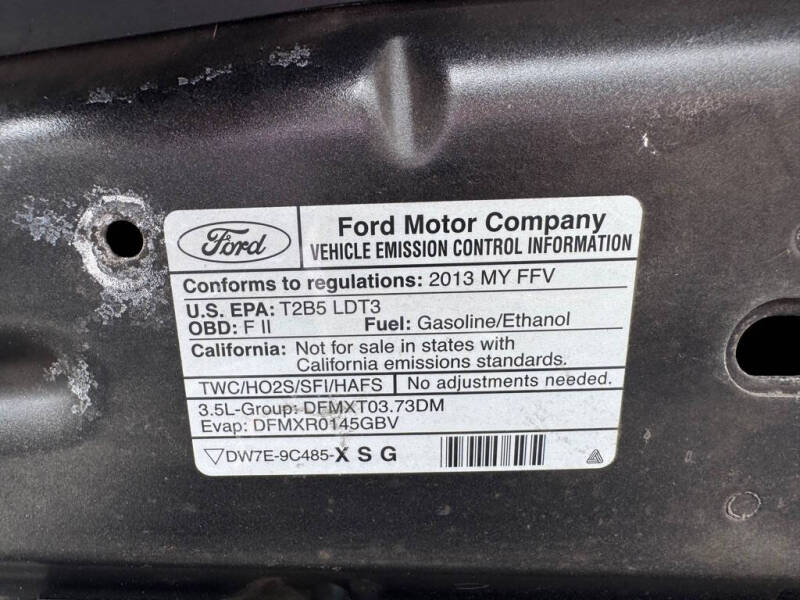 Ford
Ford Motor Company
VEHICLE EMISSION CONTROL INFORMATION
Conforms to regulations: 2013 MY FFV
U.S. EPA: T2B5 LDT3
OBD: F II Fuel: Gasoline/Ethanol
California: Not for sale in states with
California emissions standards.
TWC/HO2S/SFI/HAFS No adjustments needed.
3.5L-Group: DFMXT03.73DM
Evap: DFMXR0145GBV
▽DW7E-9C485-X S G